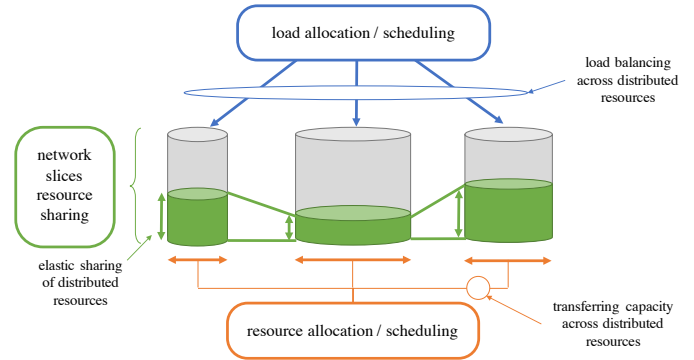 load allocation / scheduling
load balancing
across distributed
resources
network
slices
resource
sharing
elastic sharing
of distributed
resources
transferring capacity
across distributed
resources
resource allocation / scheduling